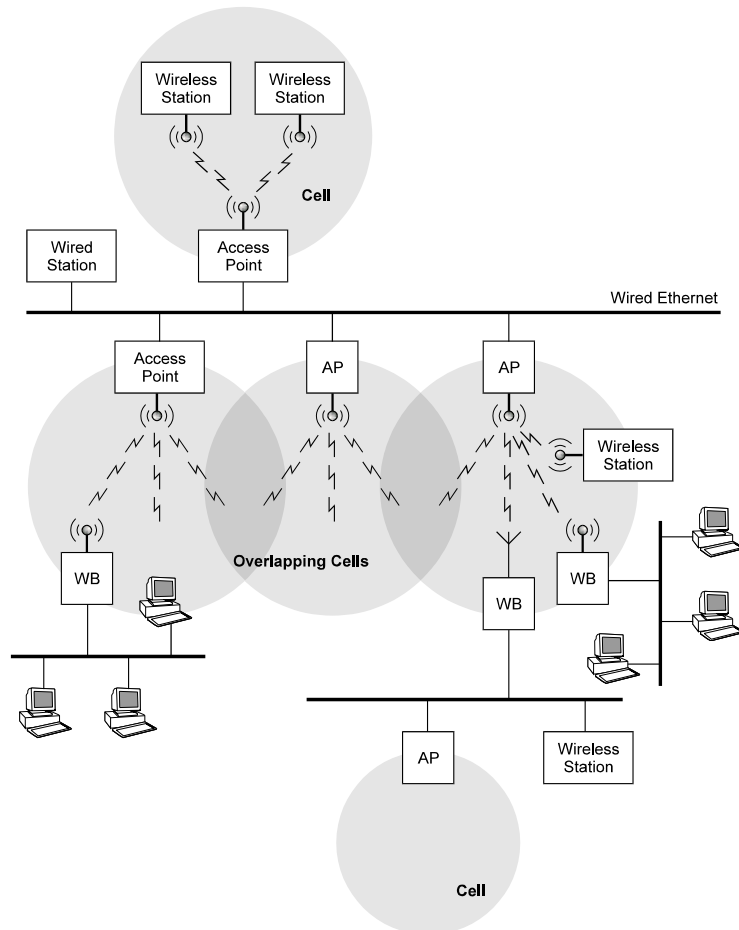 Wireless
Station
Wireless
Station
Cell
Wired
Station
Access
Point
Wired Ethernet
Access
Point
AP
AP
Wireless
Station
WB
Overlapping Cells
WB
WB
AP
Wireless
Station
Cell